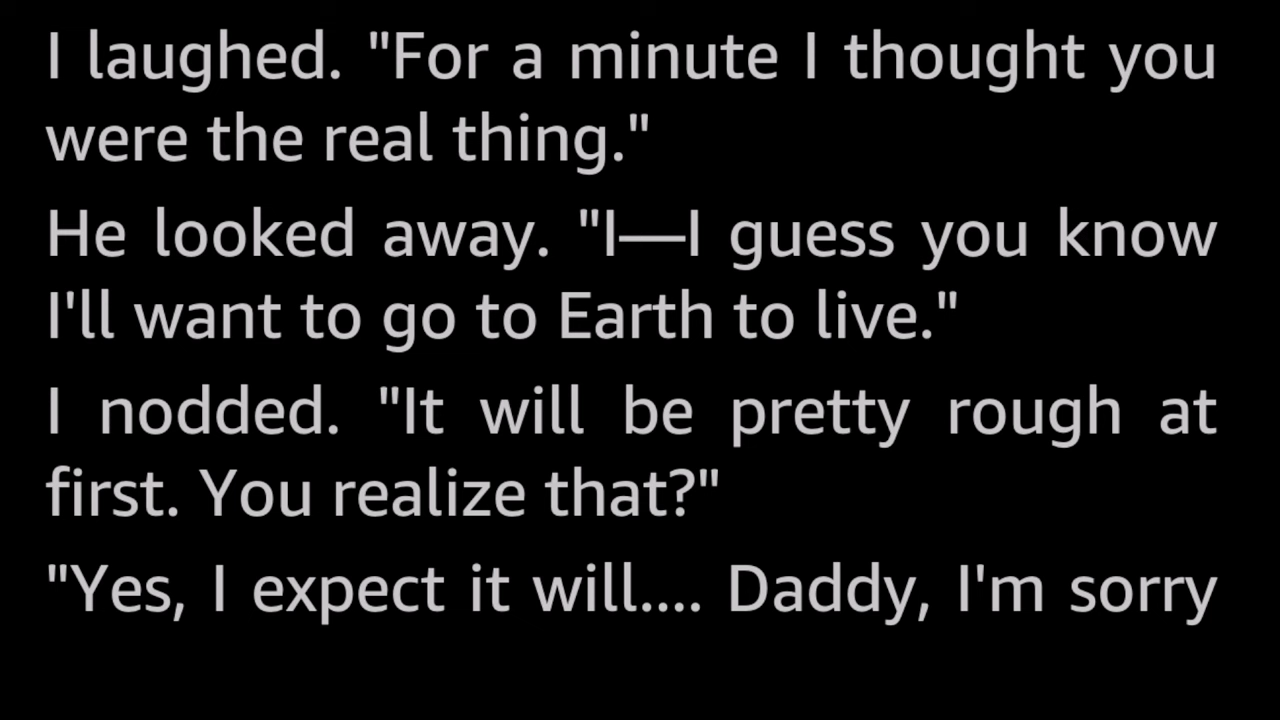 I laughed. "For a minute I thought you
were the real thing."
He looked away. "I—I guess you know
I'll want to go to Earth to live."
I nodded. "It will be pretty rough at
first. You realize that?"
"Yes, I expect it will.... Daddy, I'm sorry